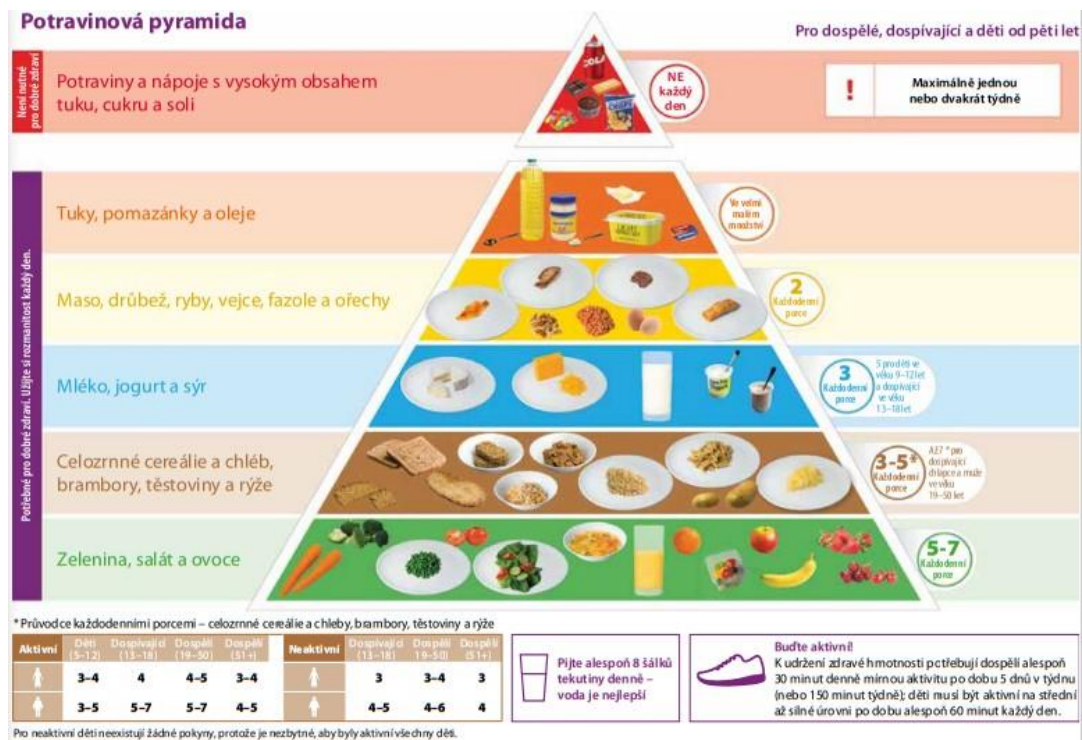 Potravinová pyramida
Pro dospělé, dospívající a děti od pěti let
Není nutné
pro dobré zdraví
Potraviny a nápoje s vysokým obsahem
tuku, cukru a soli
COLA
CRISPS
NE
každý
den
!
Maximálně jednou
nebo dvakrát týdně
Potřebné pro dobré zdraví. Užijte si rozmanitost každý den.
Tuky, pomazánky a oleje
Ve velmi
malém
množství
Maso, drůbež, ryby, vejce, fazole a ořechy
2
Každodenní
porce
Mléko, jogurt a sýr
3
Každodenní
porce
5 pro děti ve
věku 9–12 let
a dospívající
ve věku
13–18 let
Celozrnné cereálie a chléb,
brambory, těstoviny a rýže
3-5*
Každodenní
porce
Až 7 * pro
dospívající
chlapce a muže
ve věku
19–50 let
Zelenina, salát a ovoce
5-7
Každodenní
porce
* Průvodce každodenními porcemi – celozrnné cereálie a chleby, brambory, těstoviny a rýže
Aktivní Děti (5–12) Dospívající (13–18) Dospělí (19–50) Dospělí (51+) Neaktivní Dospívající (13–18) Dospělí 19–50) Dospělí (51+)
3–4 4 4–5 3–4 3 3–4 3
3–5 5–7 5–7 4–5 4–5 4–6 4
Pro neaktivní děti neexistují žádné pokyny, protože je nezbytné, aby byly aktivní všechny děti.
Pijte alespoň 8 šálků
tekutiny denně –
voda je nejlepší
Buďte aktivní!
K udržení zdravé hmotnosti potřebují dospělí alespoň
30 minut denně mírnou aktivitu po dobu 5 dnů v týdnu
(nebo 150 minut týdně); děti musí být aktivní na střední
až silné úrovni po dobu alespoň 60 minut každý den.